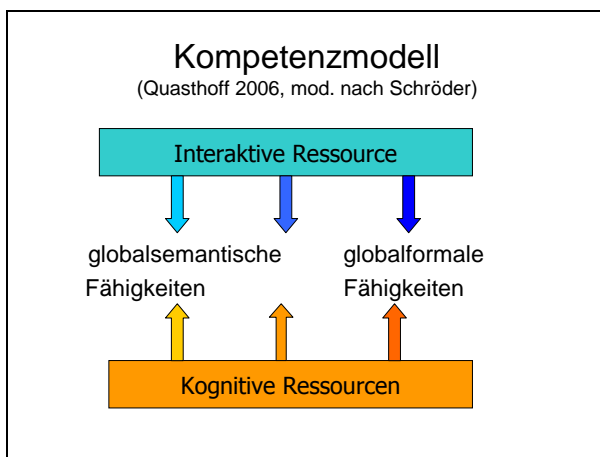 Kompetenzmodell
(Quasthoff 2006, mod. nach Schröder)
Interaktive Ressource
globalsemantische globalformale
Fähigkeiten Fähigkeiten
Kognitive Ressourcen